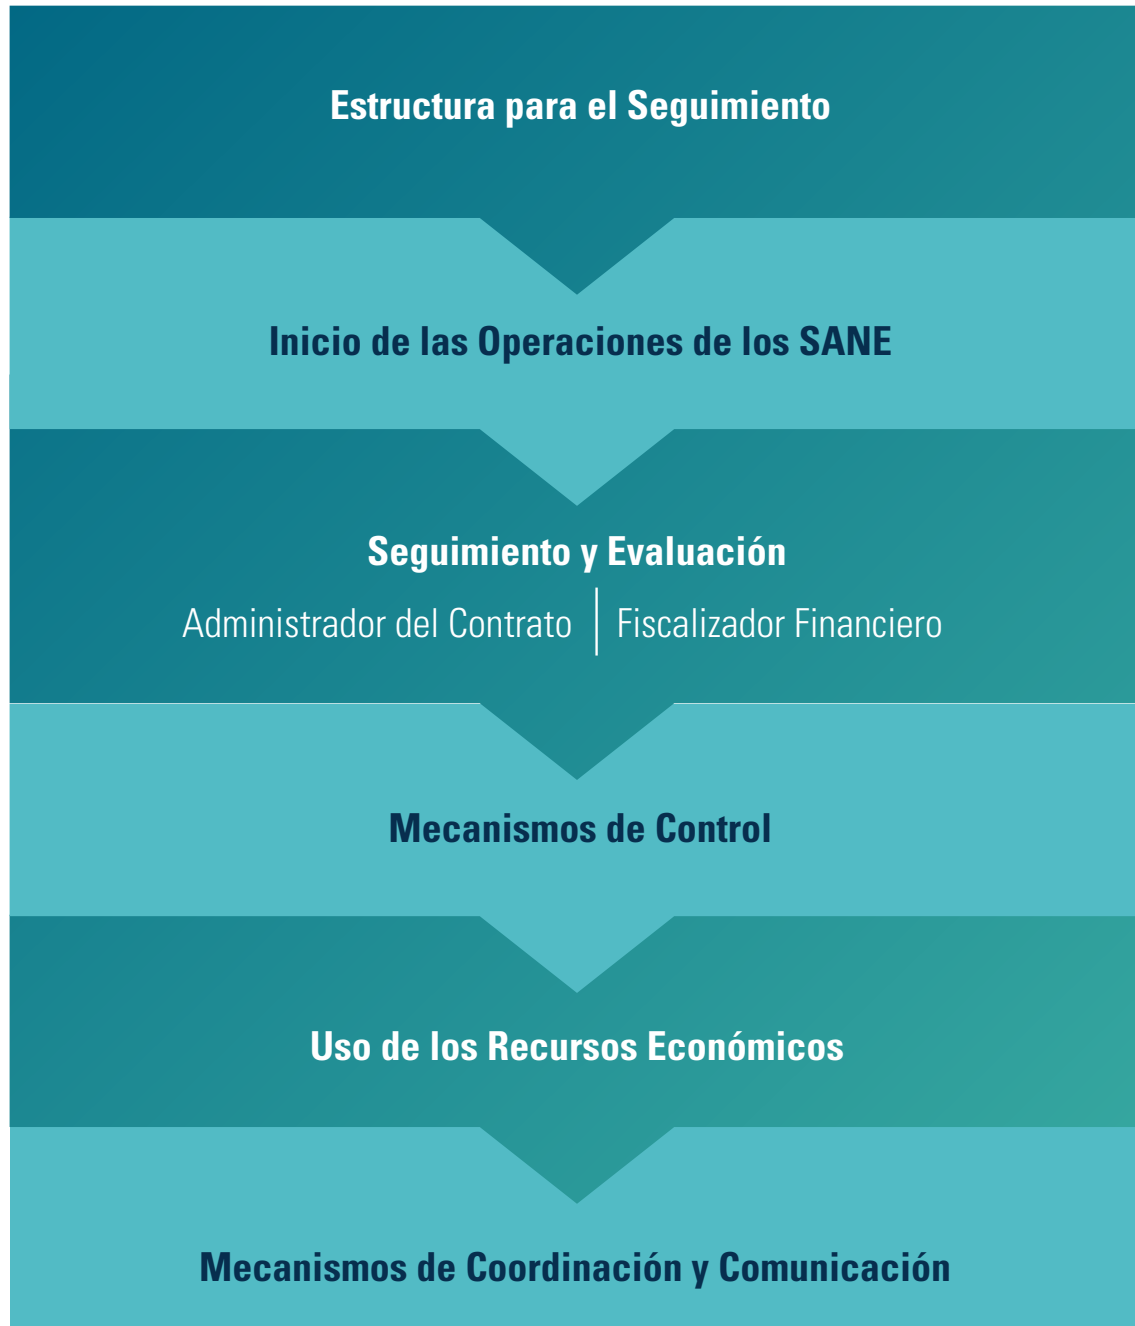 Estructura para el Seguimiento
Inicio de las Operaciones de los SANE
Seguimiento y Evaluación
Administrador del Contrato | Fiscalizador Financiero
Mecanismos de Control
Uso de los Recursos Económicos
Mecanismos de Coordinación y Comunicación